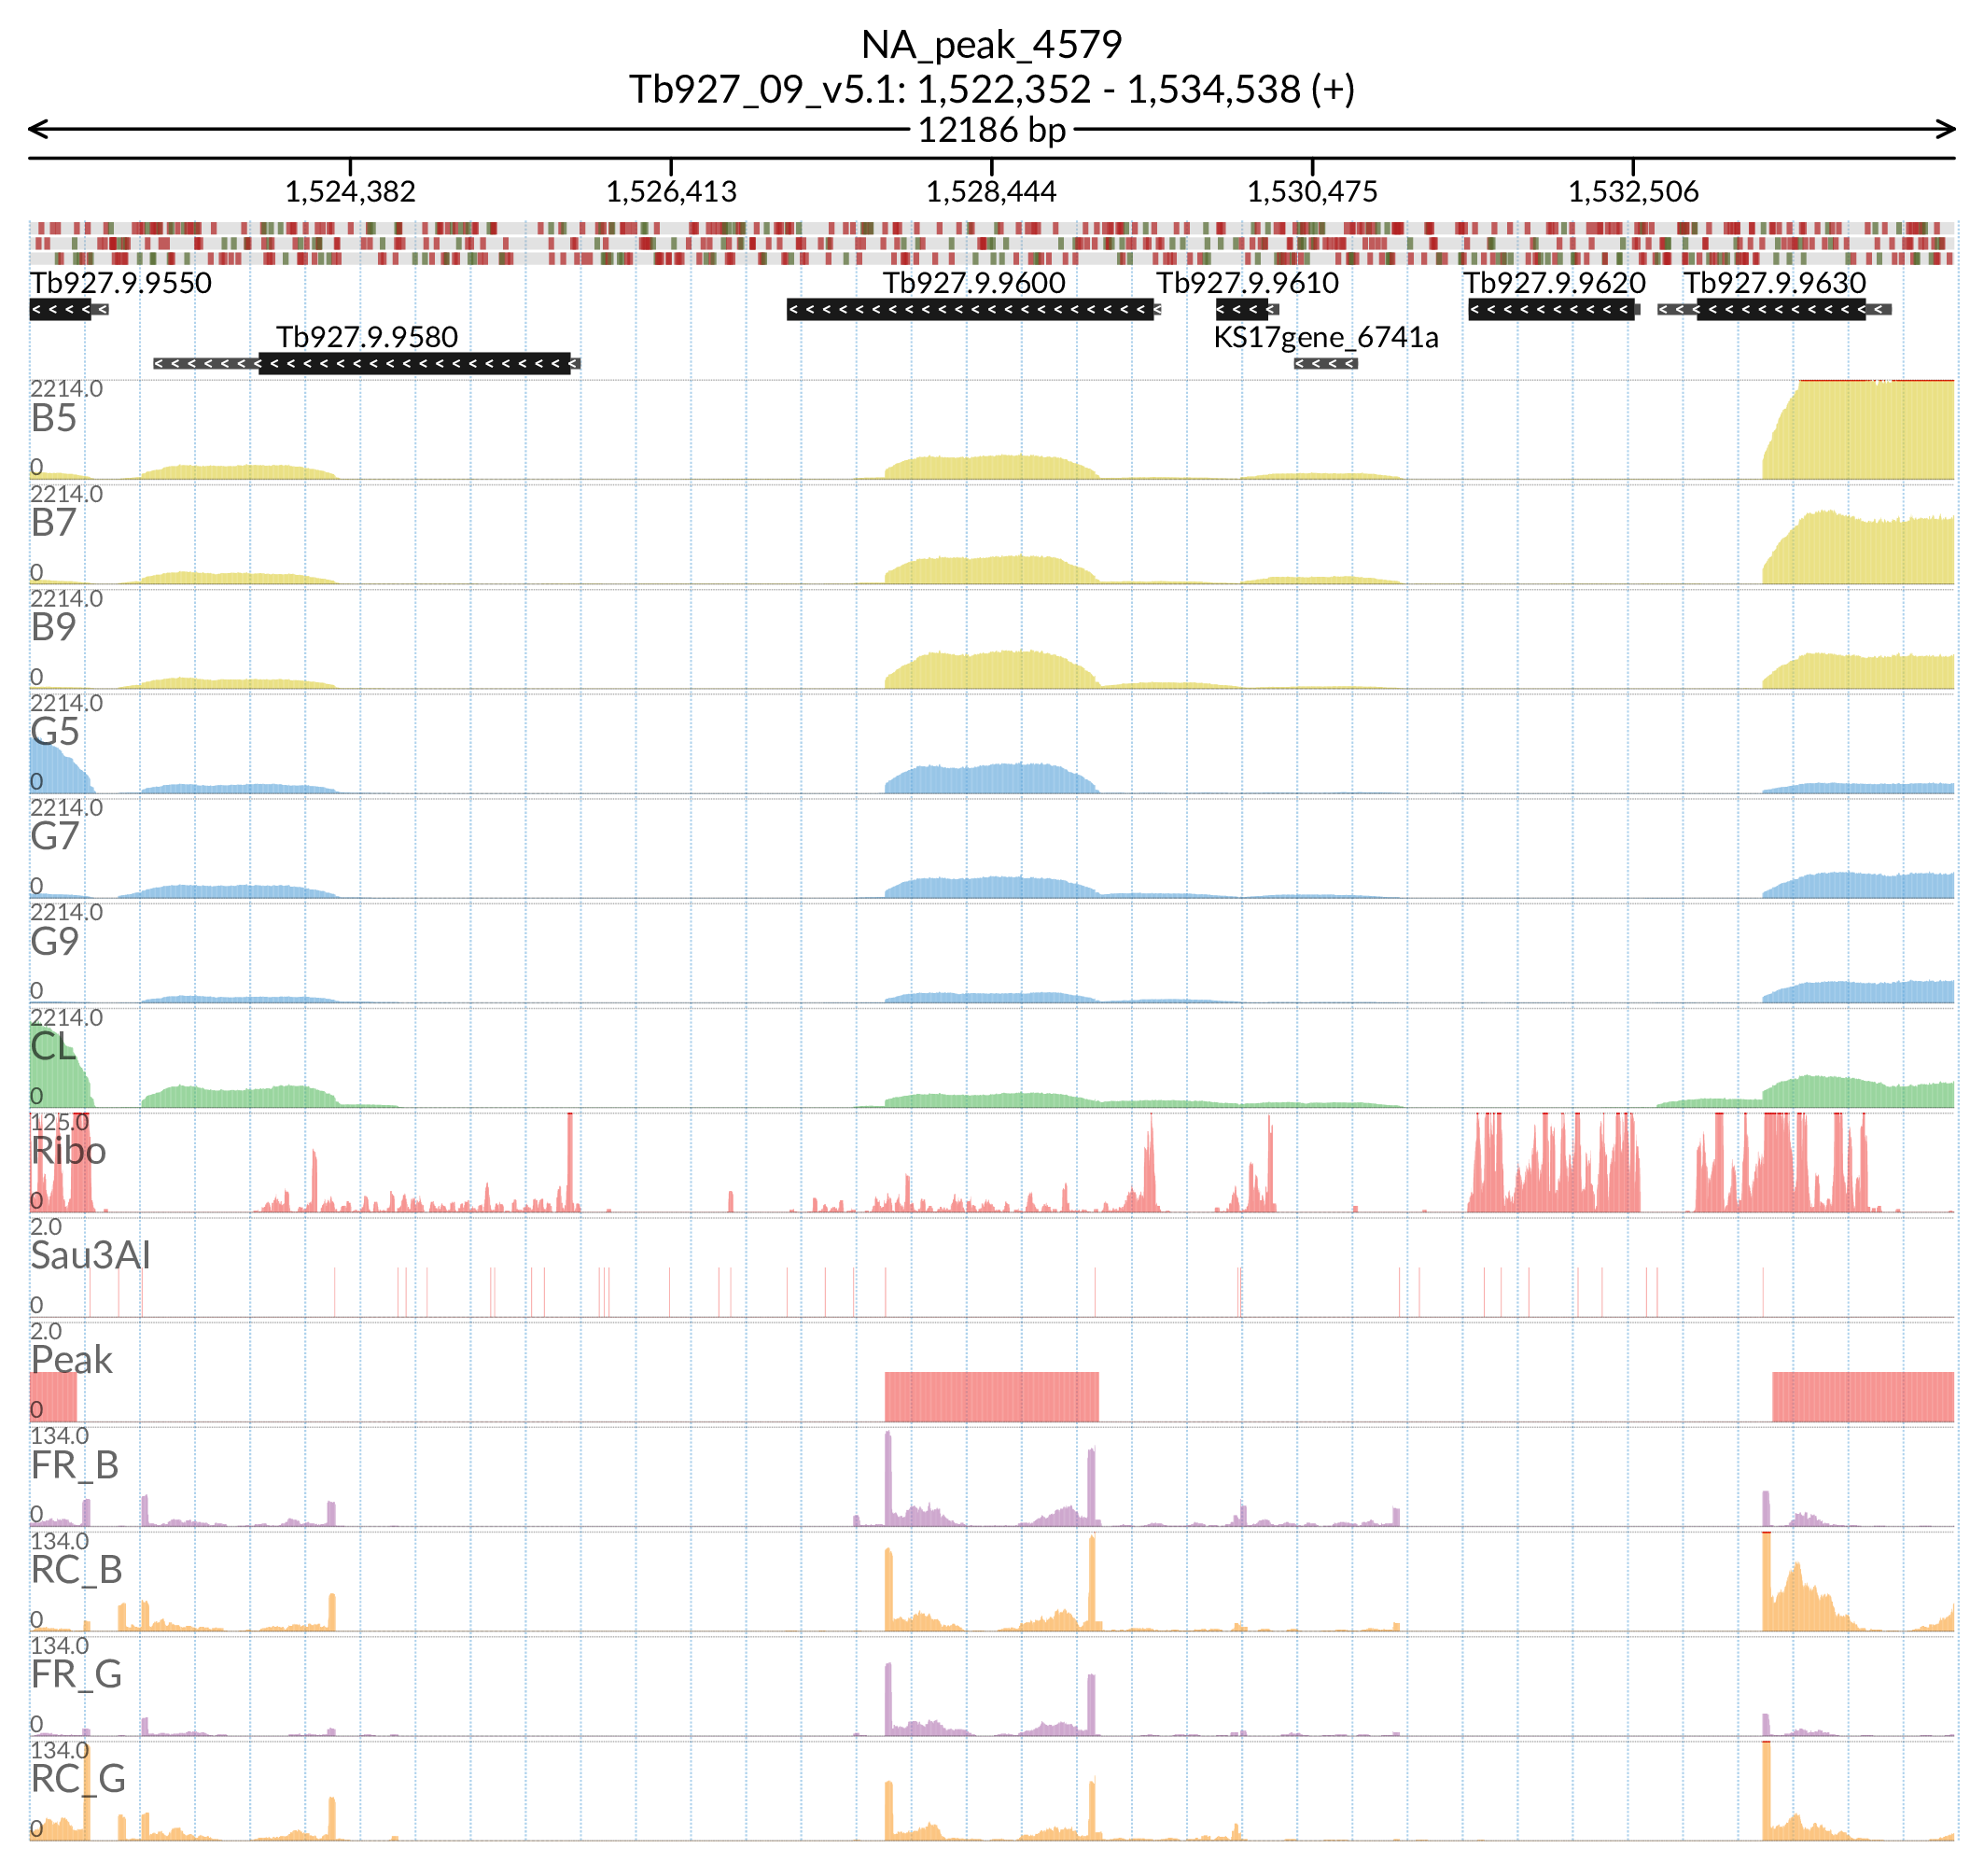 NA_peak_4579
Tb927_09_v5.1: 1,522,352 - 1,534,538 (+)
12186 bp
1,524,382 1,526,413 1,528,444 1,530,475 1,532,506
Tb927.9.9550 Tb927.9.9600 Tb927.9.9610 Tb927.9.9620 Tb927.9.9630
Tb927.9.9580 KS17gene_6741a
2214.0
B5
0
2214.0
B7
0
2214.0
B9
0
2214.0
G5
0
2214.0
G7
0
2214.0
G9
0
2214.0
CL
0
125.0
Ribo
0
2.0
Sau3AI
0
2.0
Peak
0
134.0
FR_B
0
134.0
RC_B
0
134.0
FR_G
0
134.0
RC_G
0